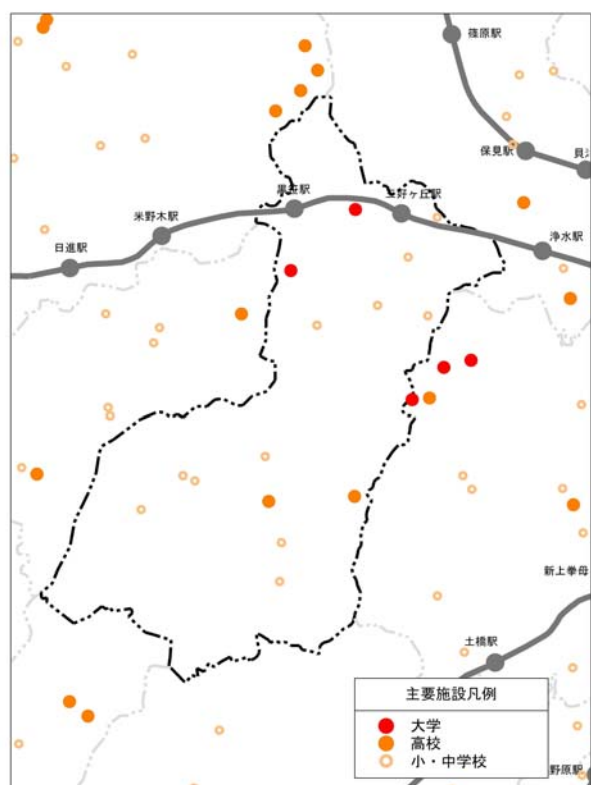 篠原駅
保見駅
貝津
黒笹駅
三好ケ丘駅
米野木駅
浄水駅
日進駅
新上挙母
土橋駅
主要施設凡例
大学
高校
小・中学校
野原駅